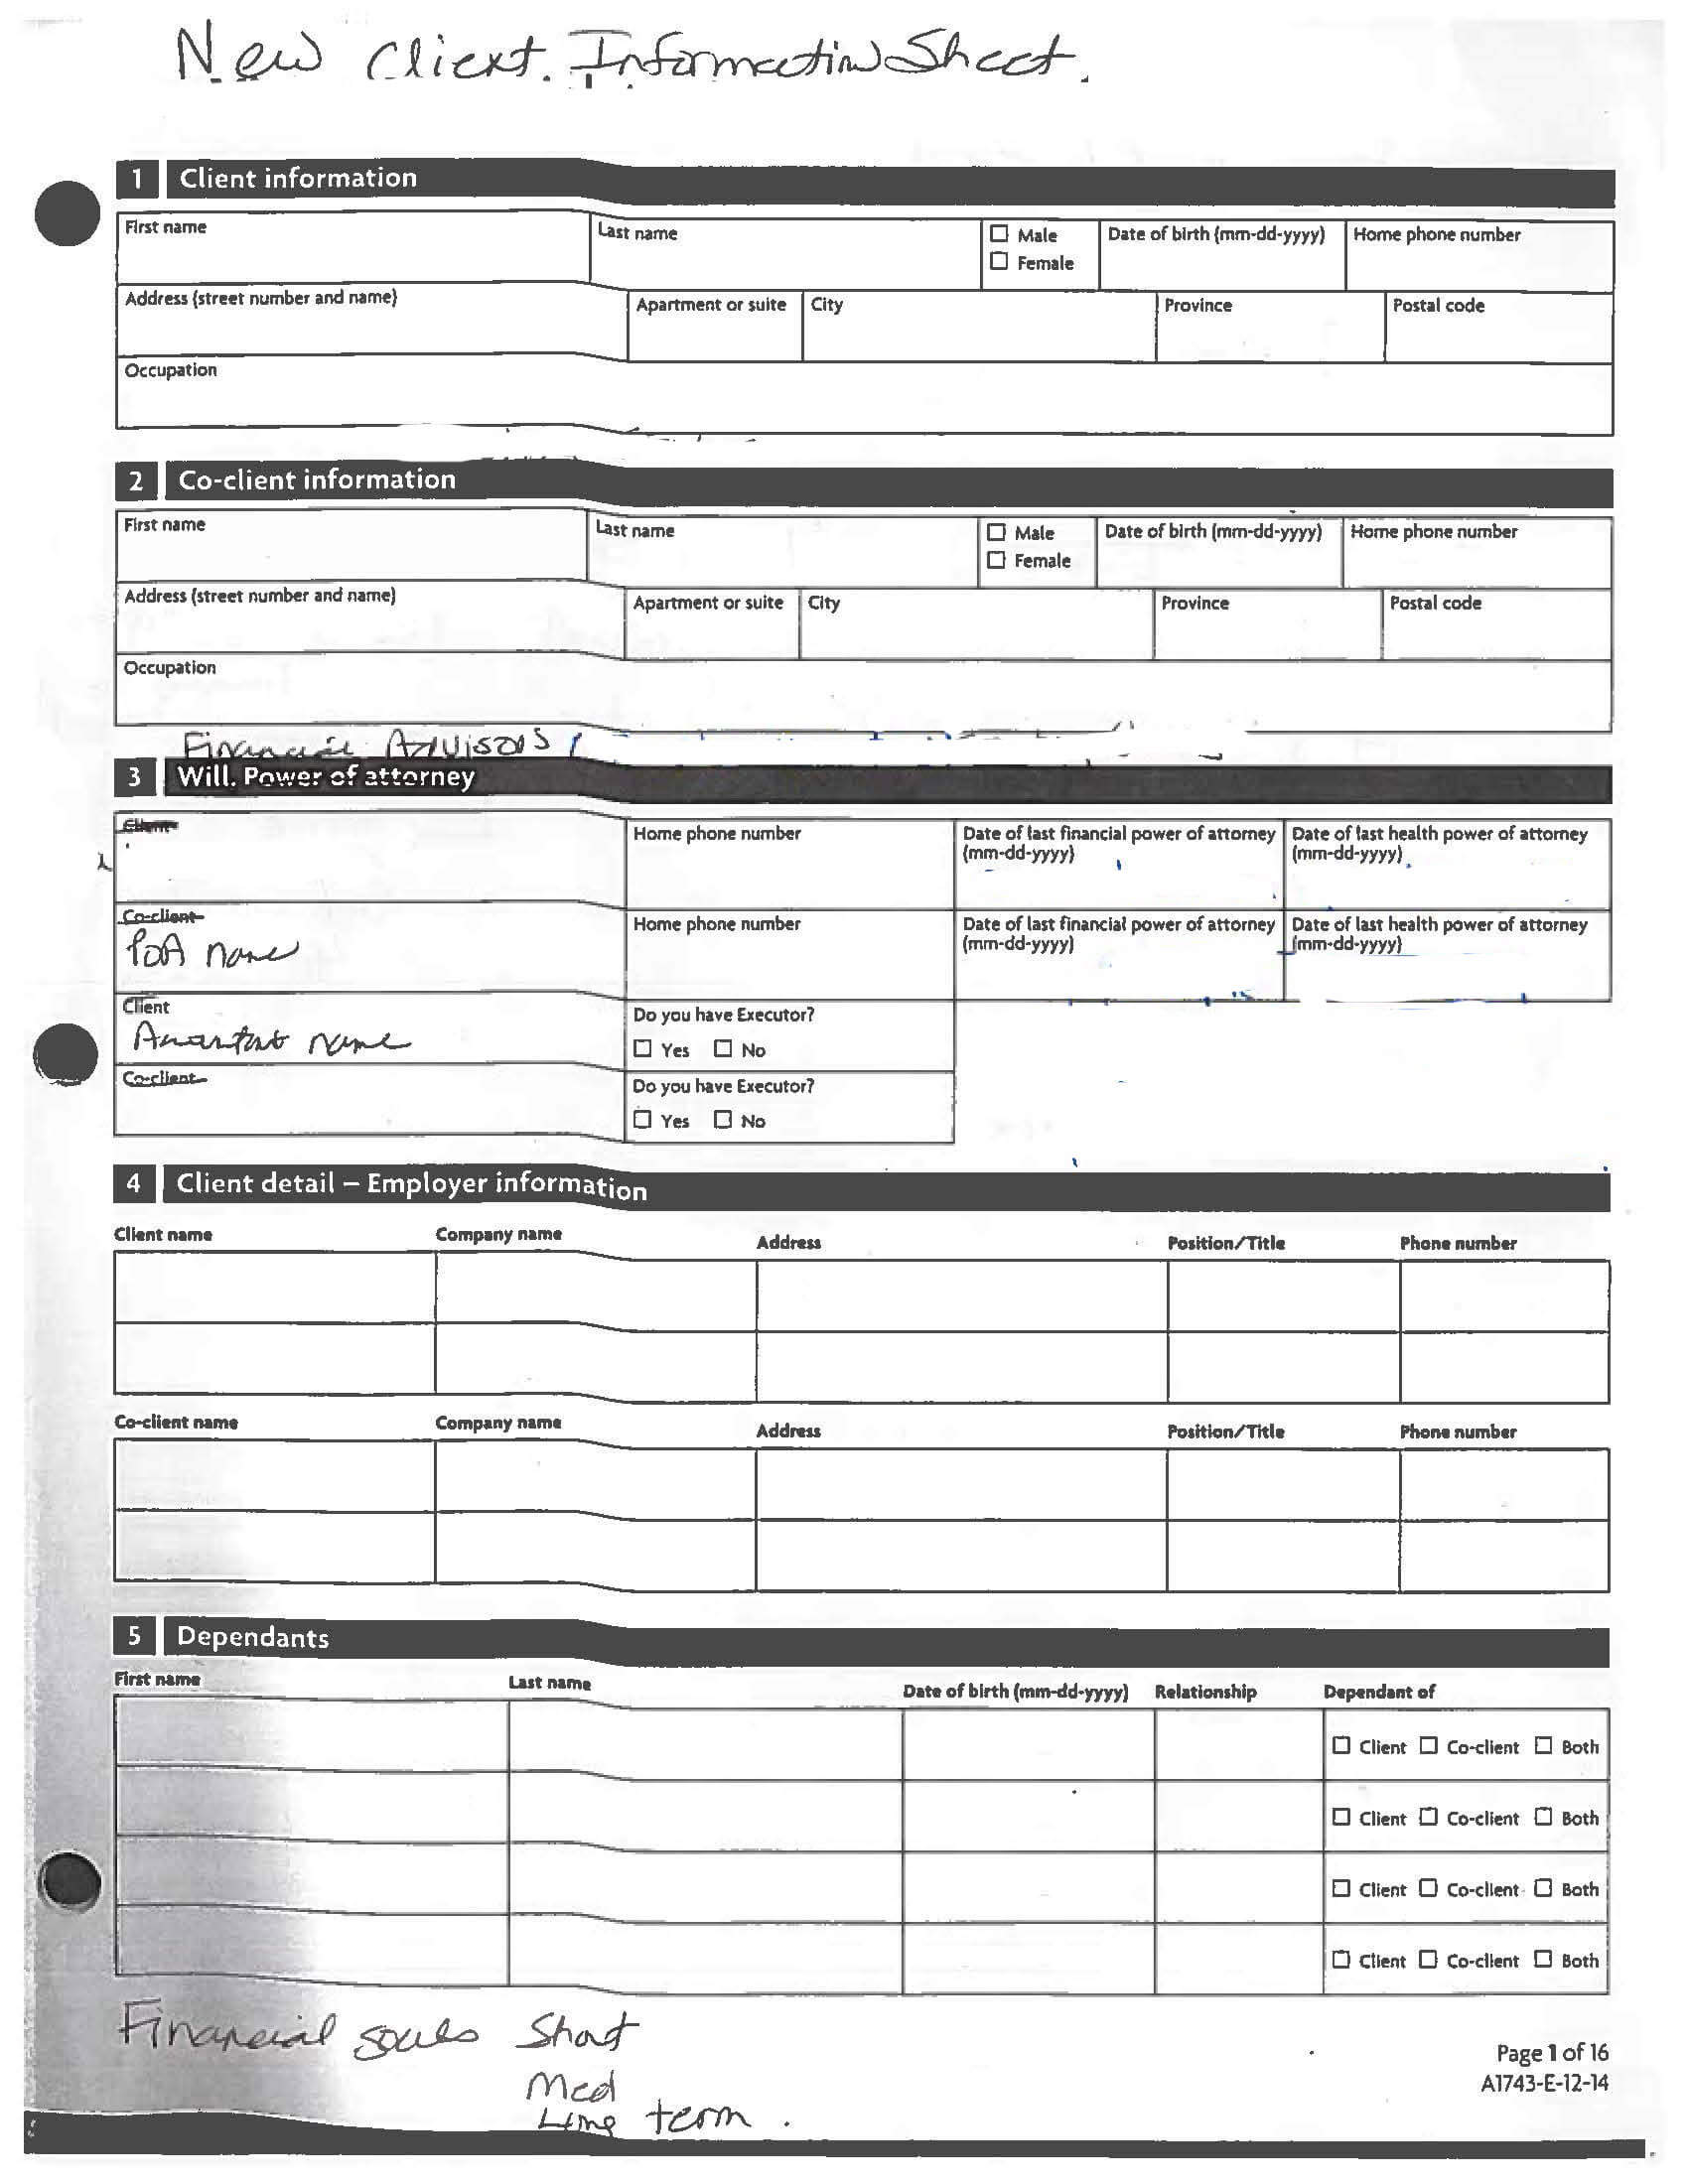 New Client. Information Sheet.
1 Client information
First name Last name Male Date of birth (mm-dd-yyyy) Home phone number
Female
Address (street number and name) Apartment or suite City Province Postal code
Occupation
2 Co-client information
First name Last name Male Date of birth (mm-dd-yyyy) Home phone number
Female
Address (street number and name) Apartment or suite City Province Postal code
Occupation
Financial Advisors
3 Will. Power of attorney
Client Home phone number Date of last financial power of attorney Date of last health power of attorney
(mm-dd-yyyy) (mm-dd-yyyy)
Co-client Home phone number Date of last financial power of attorney Date of last health power of attorney
POA name (mm-dd-yyyy) (mm-dd-yyyy)
Client Do you have Executor?
name Yes No
Co-client Do you have Executor?
Yes No
4 Client detail – Employer information
Client name Company name Address Position/Title Phone number
Co-client name Company name Address Position/Title Phone number
5 Dependants
First name Last name Date of birth (mm-dd-yyyy) Relationship Dependant of
Client Co-client Both
Client Co-client Both
Client Co-client Both
Client Co-client Both
Financial goals Short
Med
Long term.
Page 1 of 16
A1743-E-12-14